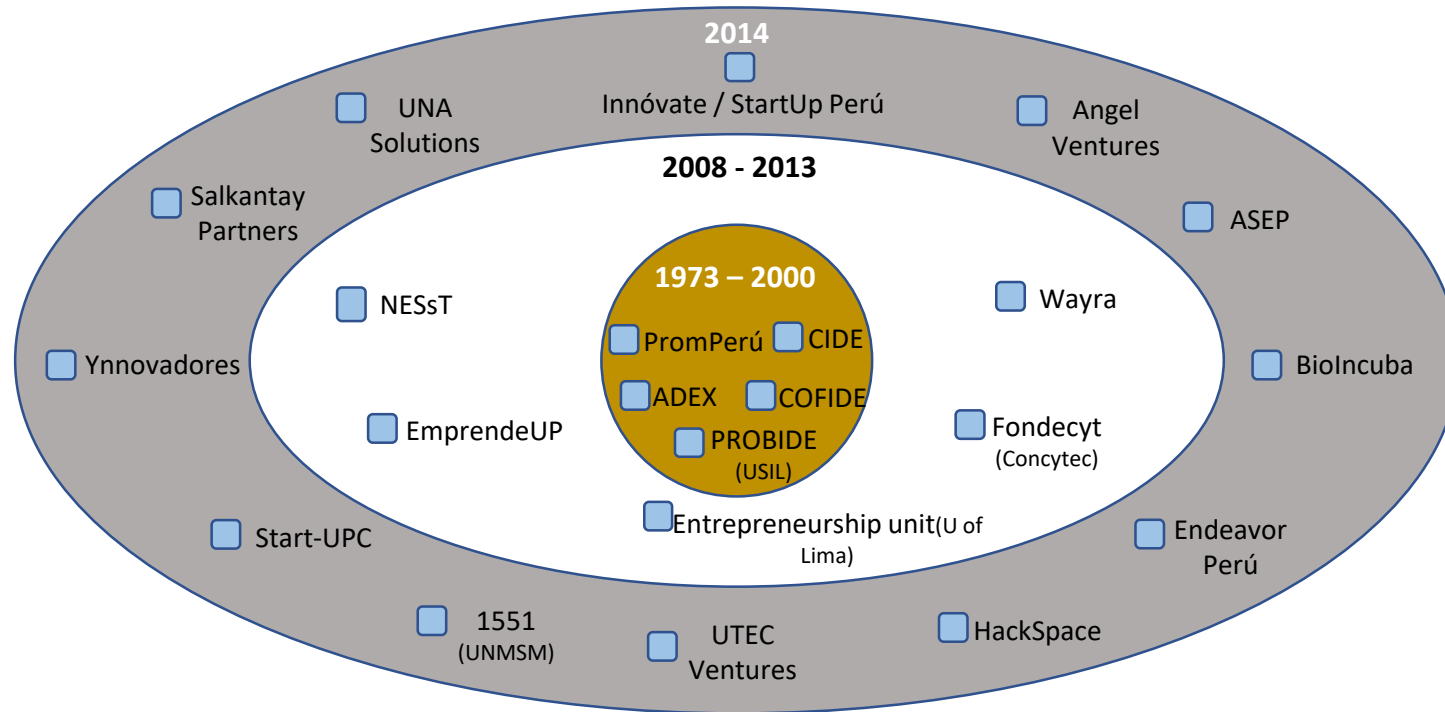 2014
Innóvate / StartUp Perú
UNA
Solutions
Angel
Ventures
Salkantay
Partners
ASEP
Ynnovadores
BioIncuba
Start-UPC
Endeavor
Perú
1551
(UNMSM)
UTEC
Ventures
HackSpace
2008 - 2013
NESsT
Wayra
EmprendeUP
Fondecyt
(Concytec)
Entrepreneurship unit(U of
Lima)
1973 – 2000
PromPerú
CIDE
ADEX
COFIDE
PROBIDE
(USIL)